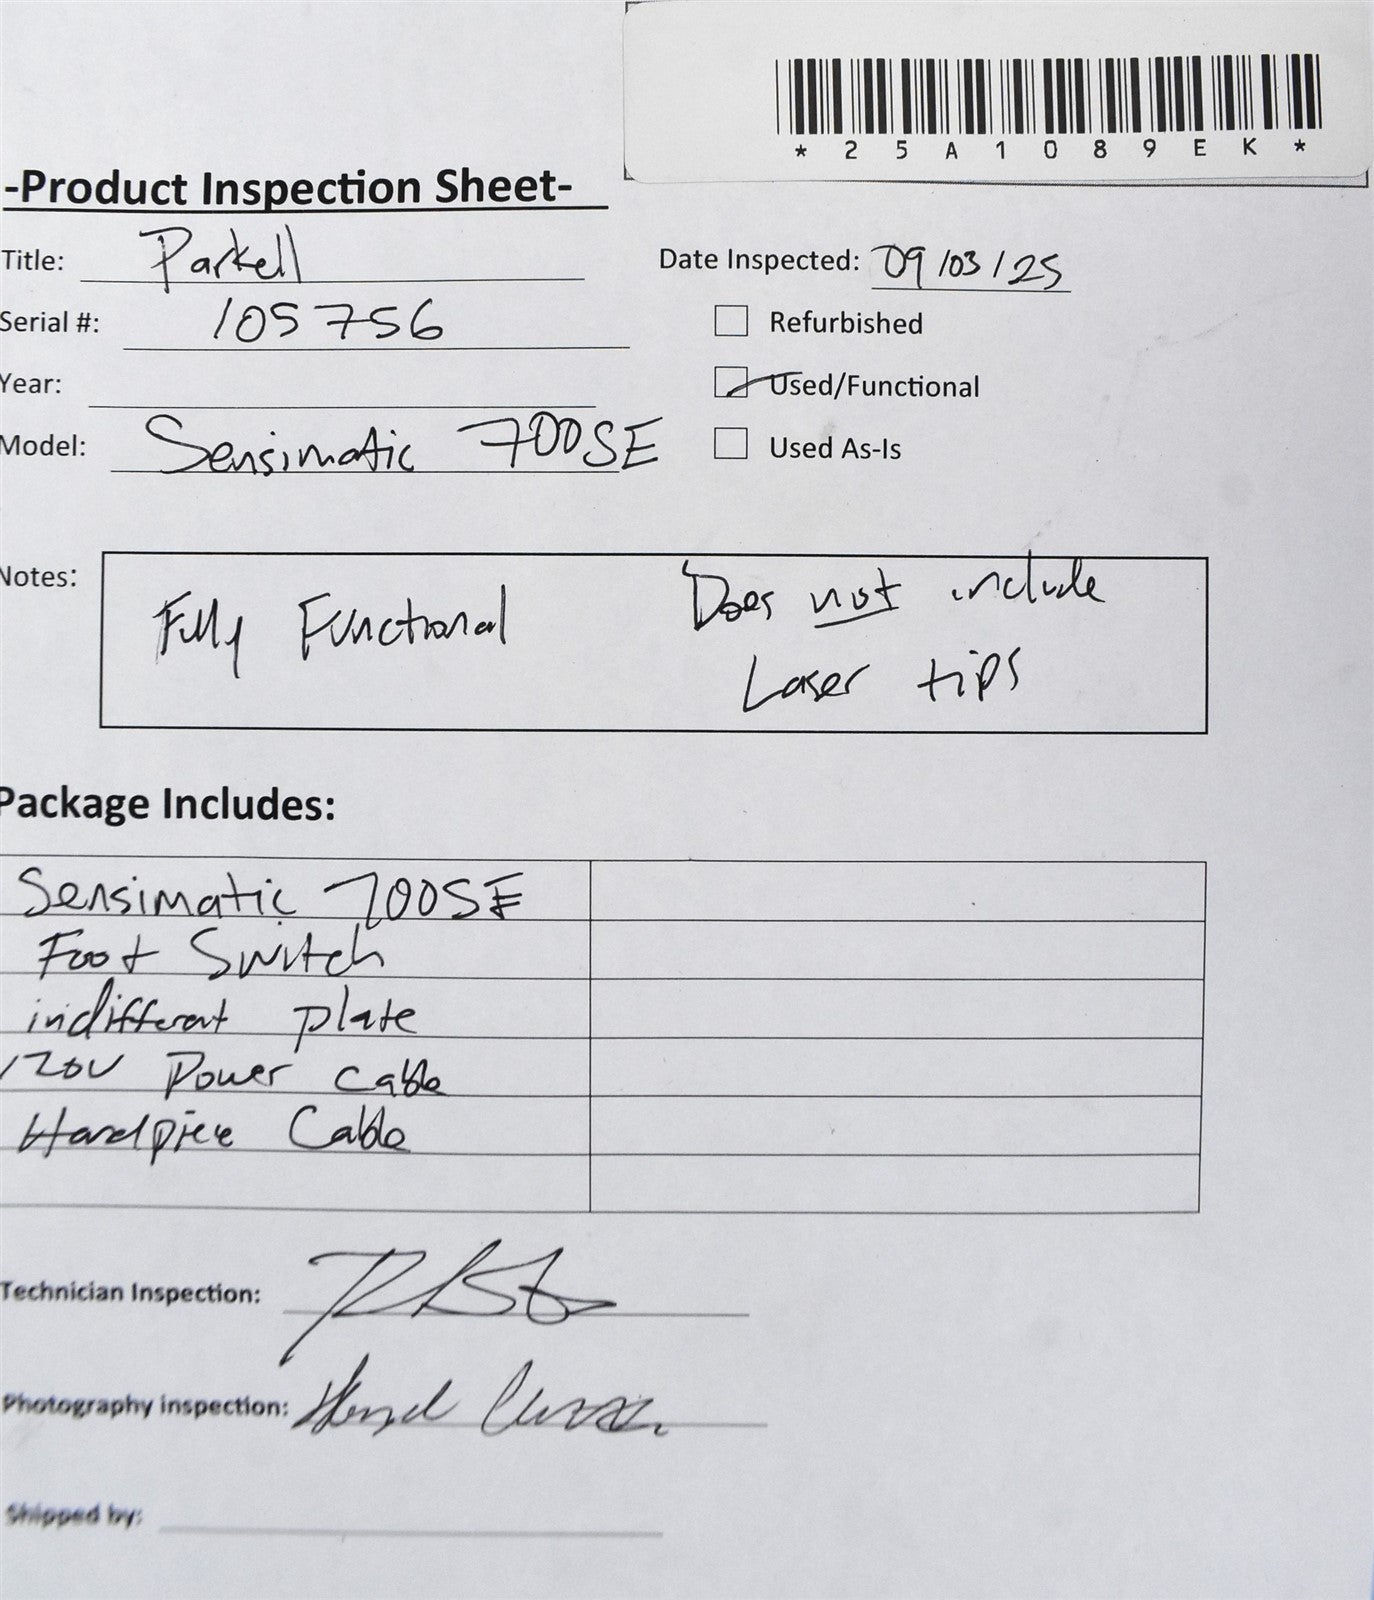 *25A1089EK*
-Product Inspection Sheet-
Title: Parkell
Date Inspected: 09/03/25
Serial #: 105756
Refurbished
Year:
Used/Functional
Model: Sensimatic 700SE
Used As-Is
Notes: Fully Functional
Does not include
Laser tips
Package Includes:
Sensimatic 700SE
Foot Switch
indifferent plate
120V Power Cable
Handpiece Cable
Technician Inspection:
Photography inspection:
Shipped by: